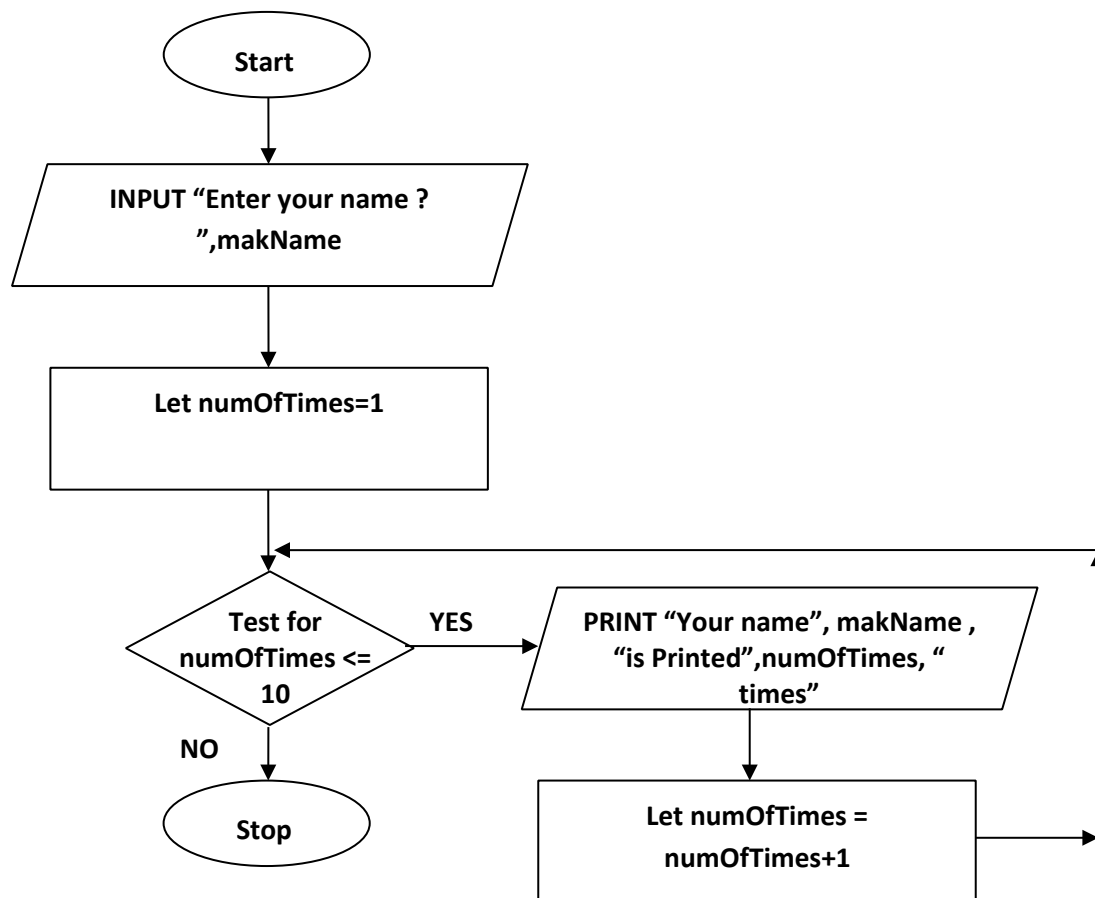 Start
INPUT “Enter your name ?
”,makName
Let numOfTimes=1
Test for
numOfTimes <=
10
YES
PRINT “Your name”, makName ,
“is Printed”,numOfTimes, “
times”
NO
Stop
Let numOfTimes =
numOfTimes+1